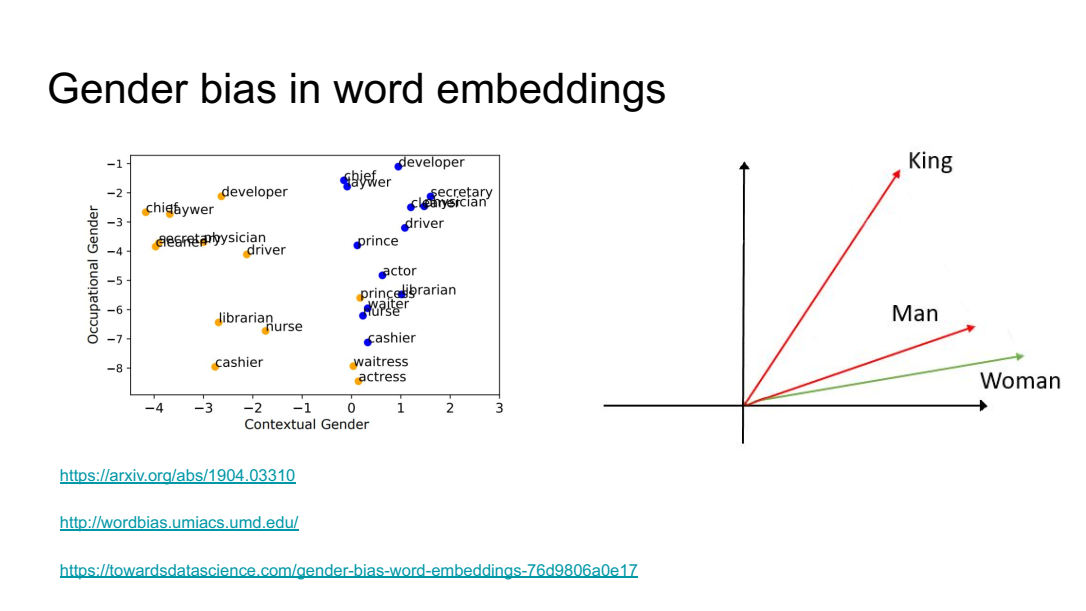 Gender bias in word embeddings
−1
−2
−3
−4
−5
−6
−7
−8
Occupational Gender
developer
chief
laywer
secretary
cleaner
physician
driver
prince
actor
princess
librarian
waiter
nurse
cashier
waitress
actress
developer
chief
laywer
secretary
cleaner
physician
driver
librarian
nurse
cashier
−4 −3 −2 −1 0 1 2 3
Contextual Gender
King
Man
Woman
https://arxiv.org/abs/1904.03310
http://wordbias.umiacs.umd.edu/
https://towardsdatascience.com/gender-bias-word-embeddings-76d9806a0e17